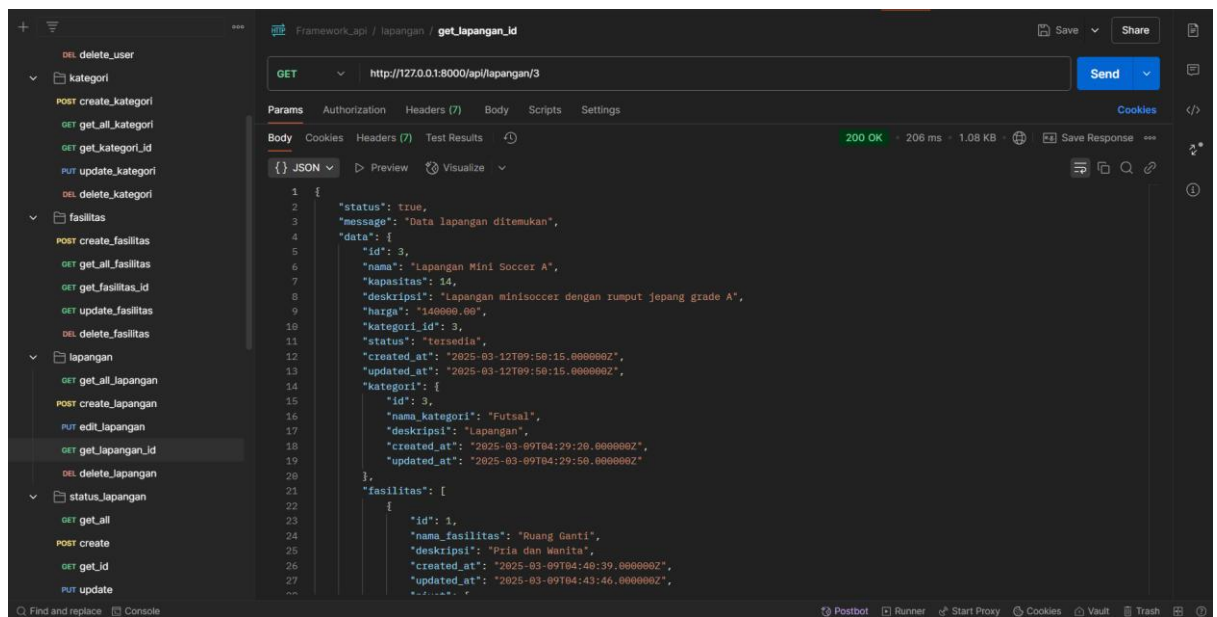 Framework_api / lapangan / get_lapangan_id
Save
Share
DEL delete_user
kategori
POST create_kategori
GET get_all_kategori
GET get_kategori_id
PUT update_kategori
DEL delete_kategori
fasilitas
POST create_fasilitas
GET get_all_fasilitas
GET get_fasilitas_id
GET update_fasilitas
DEL delete_fasilitas
lapangan
GET get_all_lapangan
POST create_lapangan
PUT edit_lapangan
GET get_lapangan_id
DEL delete_lapangan
status_lapangan
GET get_all
POST create
GET get_id
PUT update
GET http://127.0.0.1:8000/api/lapangan/3 Send
Params Authorization Headers (7) Body Scripts Settings Cookies
Body Cookies Headers (7) Test Results 200 OK 206 ms 1.08 KB Save Response
{} JSON Preview Visualize
1 {
2 "status": true,
3 "message": "Data lapangan ditemukan",
4 "data": {
5 "id": 3,
6 "nama": "Lapangan Mini Soccer A",
7 "kapasitas": 14,
8 "deskripsi": "Lapangan minisoccer dengan rumput jepang grade A",
9 "harga": "140000.00",
10 "kategori_id": 3,
11 "status": "tersedia",
12 "created_at": "2025-03-12T09:50:15.000000Z",
13 "updated_at": "2025-03-12T09:50:15.000000Z",
14 "kategori": {
15 "id": 3,
16 "nama_kategori": "Futsal",
17 "deskripsi": "Lapangan",
18 "created_at": "2025-03-09T04:29:20.000000Z",
19 "updated_at": "2025-03-09T04:29:50.000000Z"
20 },
21 "fasilitas": [
22 {
23 "id": 1,
24 "nama_fasilitas": "Ruang Ganti",
25 "deskripsi": "Pria dan Wanita",
26 "created_at": "2025-03-09T04:40:39.000000Z",
27 "updated_at": "2025-03-09T04:43:46.000000Z",
Find and replace Console Postbot Runner Start Proxy Cookies Vault Trash